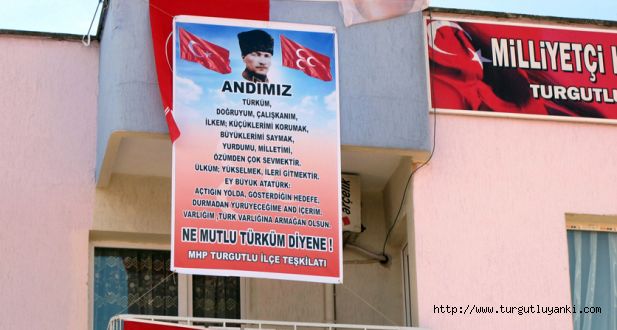 ANDIMIZ
TÜRKÜM,
DOĞRUYUM, ÇALIŞKANIM,
İLKEM; KÜÇÜKLERİMİ KORUMAK,
BÜYÜKLERİMİ SAYMAK,
YURDUMU, MİLLETİMİ,
ÖZÜMDEN ÇOK SEVMEKTİR.
ÜLKÜM; YÜKSELMEK, İLERİ GİTMEKTİR.
EY BÜYÜK ATATÜRK:
AÇTIĞIN YOLDA, GÖSTERDİĞİN HEDEFE,
DURMADAN YÜRÜYECEĞİME AND İÇERİM.
VARLIĞIM ,TÜRK VARLIĞINA ARMAĞAN OLSUN.
NE MUTLU TÜRKÜM DİYENE !
MHP TURGUTLU İLÇE TEŞKİLATI
MİLLİYETÇİ
TURGUTLU
arçelik
http://www.turgutluyanki.com/